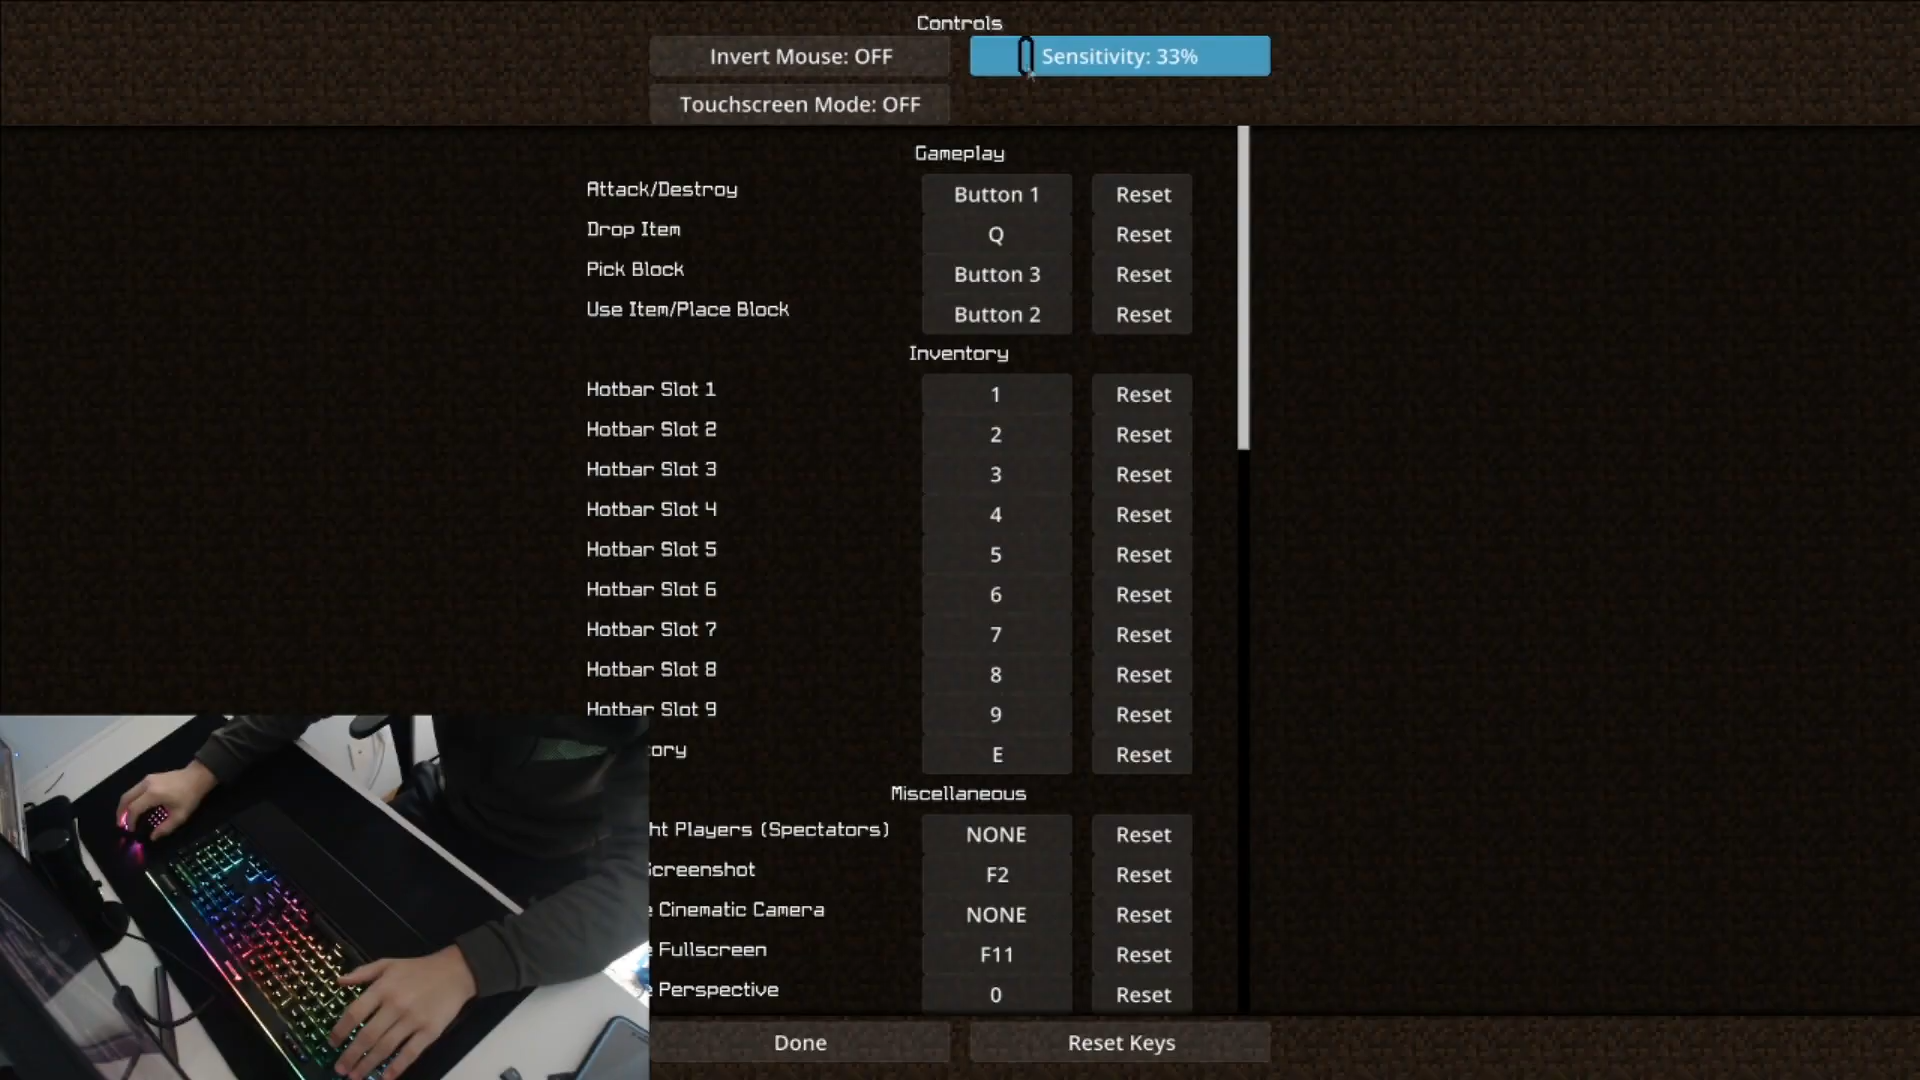 Controls
Invert Mouse: OFF
Sensitivity: 33%
Touchscreen Mode: OFF
Gameplay
Attack/Destroy Button 1 Reset
Drop Item Q Reset
Pick Block Button 3 Reset
Use Item/Place Block Button 2 Reset
Inventory
Hotbar Slot 1 1 Reset
Hotbar Slot 2 2 Reset
Hotbar Slot 3 3 Reset
Hotbar Slot 4 4 Reset
Hotbar Slot 5 5 Reset
Hotbar Slot 6 6 Reset
Hotbar Slot 7 7 Reset
Hotbar Slot 8 8 Reset
Hotbar Slot 9 9 Reset
ory E Reset
Miscellaneous
ht Players (Spectators) NONE Reset
Screenshot F2 Reset
e Cinematic Camera NONE Reset
e Fullscreen F11 Reset
e Perspective 0 Reset
Done
Reset Keys